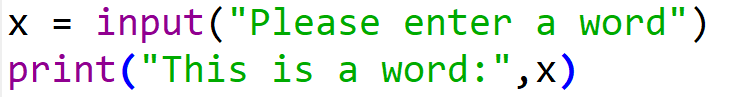 x = input("Please enter a word")
print("This is a word:",x)